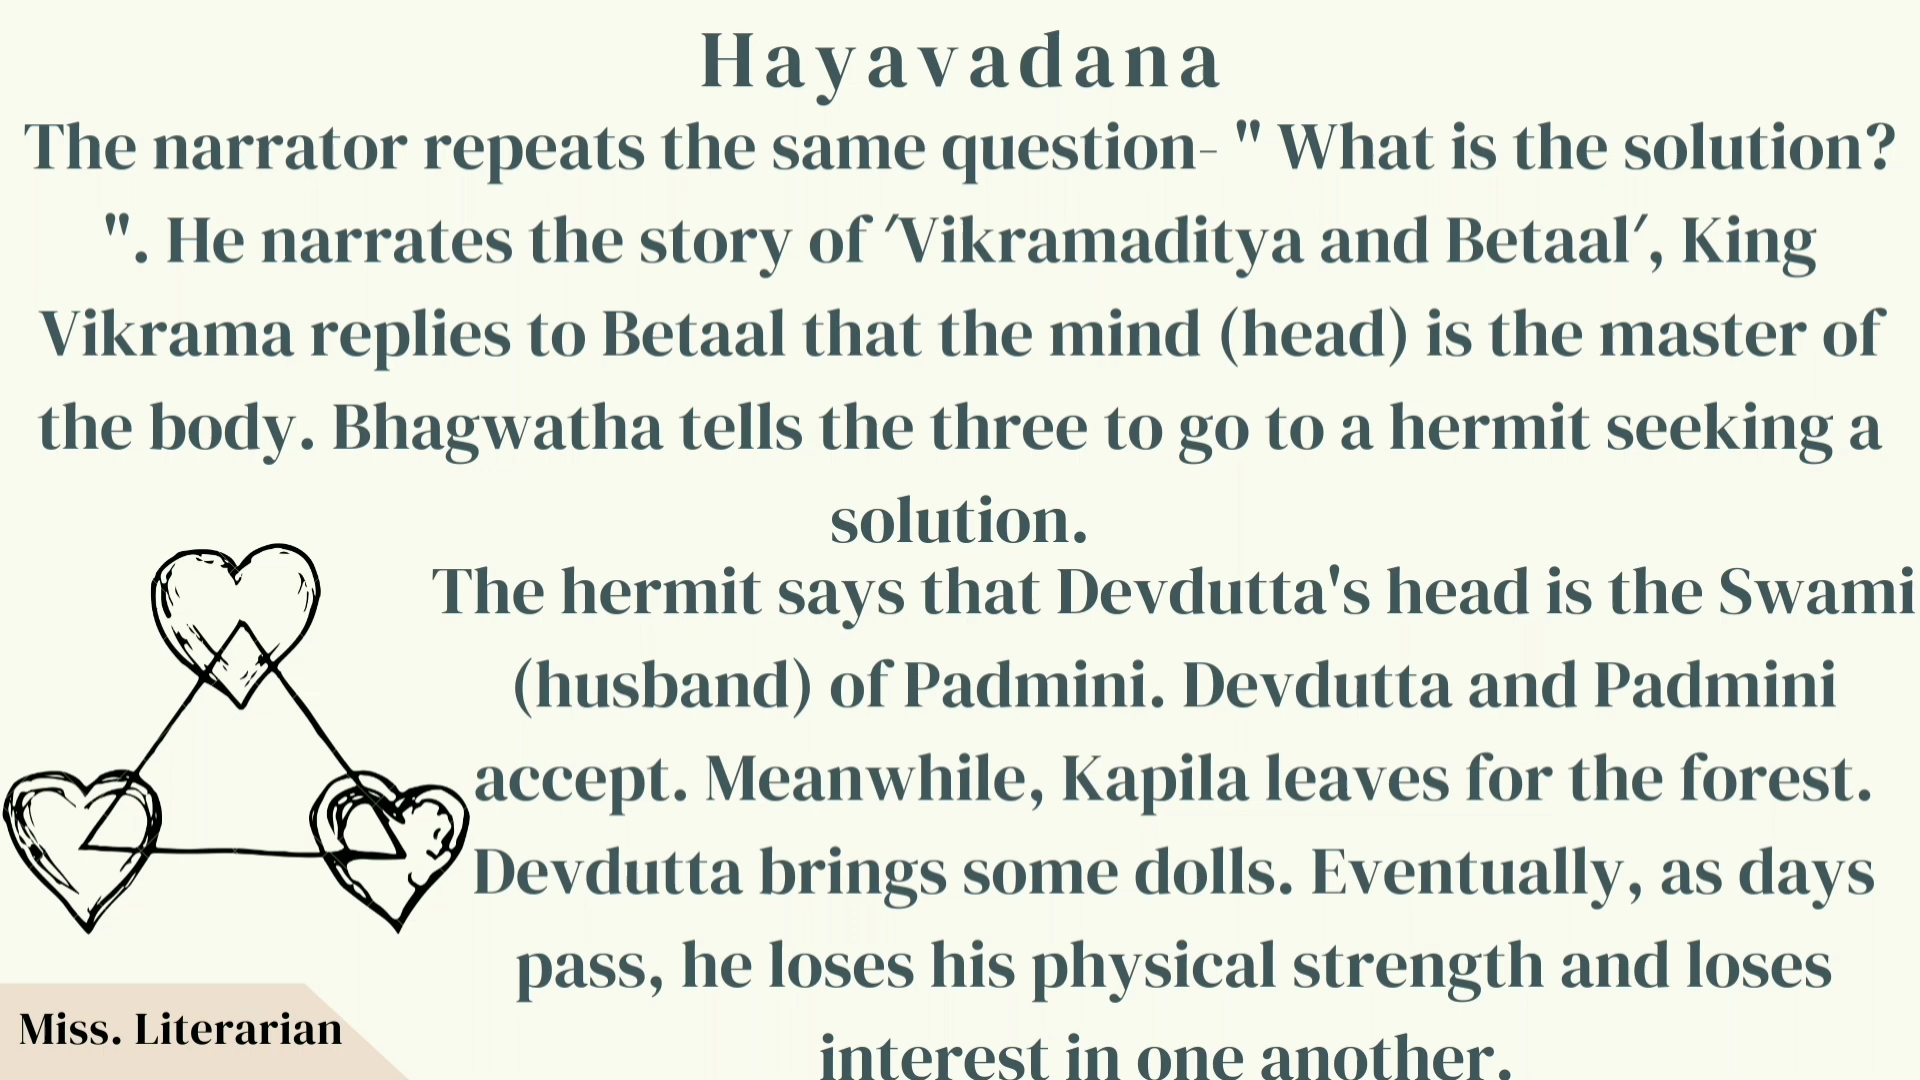 Hayavadana
The narrator repeats the same question- " What is the solution?
". He narrates the story of ′Vikramaditya and Betaal′, King
Vikrama replies to Betaal that the mind (head) is the master of
the body. Bhagwatha tells the three to go to a hermit seeking a
solution.
The hermit says that Devdutta's head is the Swami
(husband) of Padmini. Devdutta and Padmini
accept. Meanwhile, Kapila leaves for the forest.
Devdutta brings some dolls. Eventually, as days
pass, he loses his physical strength and loses
interest in one another.
Miss. Literarian